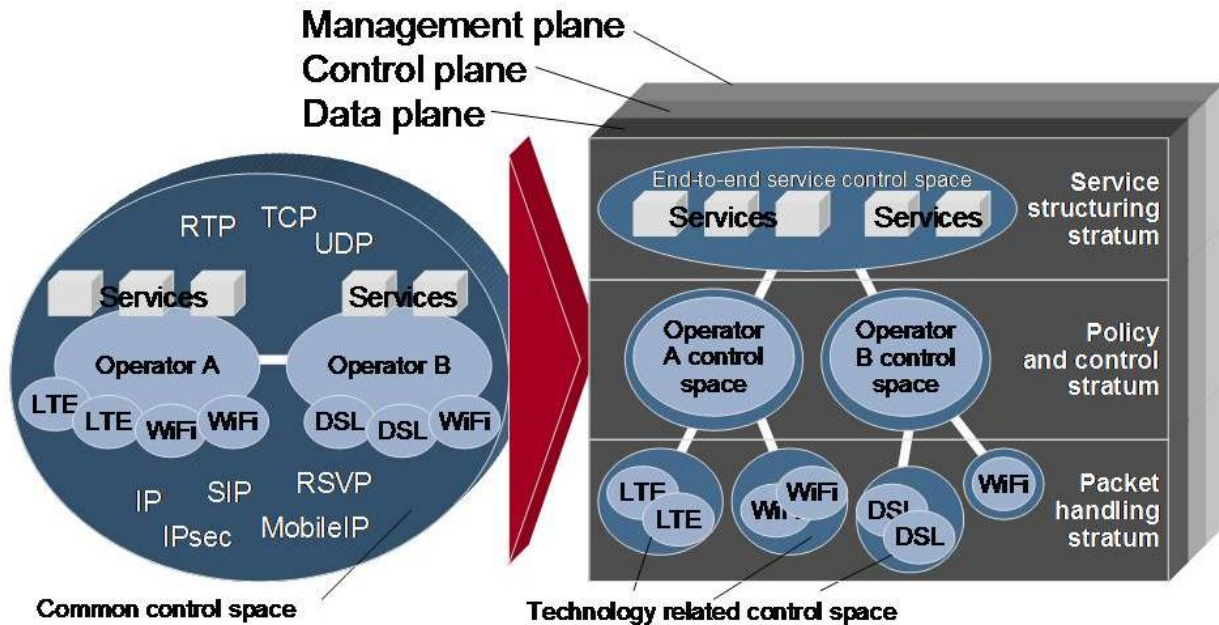 Management plane
Control plane
Data plane
RTP
TCP
UDP
Services
Services
Operator A
Operator B
LTE
LTE
WiFi
WiFi
DSL
DSL
WiFi
IP
SIP
RSVP
IPsec
MobileIP
Common control space
End-to-end service control space
Services
Services
Service
structuring
stratum
Operator
A control
space
Operator
B control
space
Policy
and control
stratum
LTE
LTE
WiFi
WiFi
DSL
DSL
WiFi
Packet
handling
stratum
Technology related control space